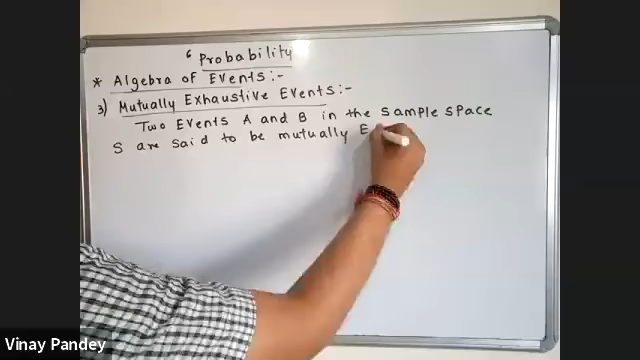 6 Probability
* Algebra of Events:-
3) Mutually Exhaustive Events:-
Two Events A and B in the sample space
S are said to be mutually E
Vinay Pandey